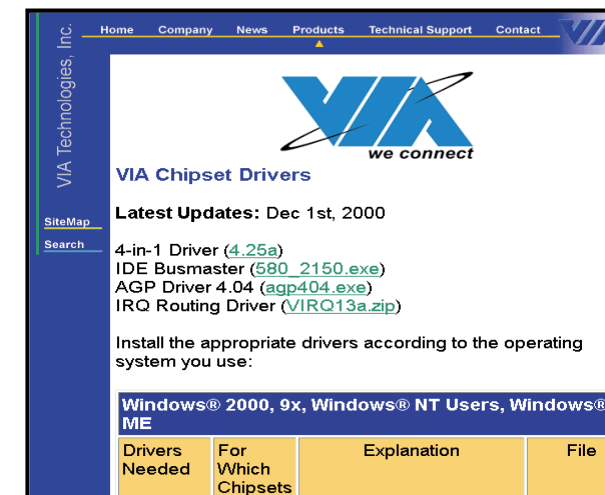 Home Company News Products Technical Support Contact
VIA
VIA Technologies, Inc.
VIA
we connect
VIA Chipset Drivers
SiteMap
Search
Latest Updates: Dec 1st, 2000
4-in-1 Driver (4.25a)
IDE Busmaster (580_2150.exe)
AGP Driver 4.04 (agp404.exe)
IRQ Routing Driver (VIRQ13a.zip)
Install the appropriate drivers according to the operating
system you use:
Windows® 2000, 9x, Windows® NT Users, Windows®
ME
Drivers Needed
For Which Chipsets
Explanation
File